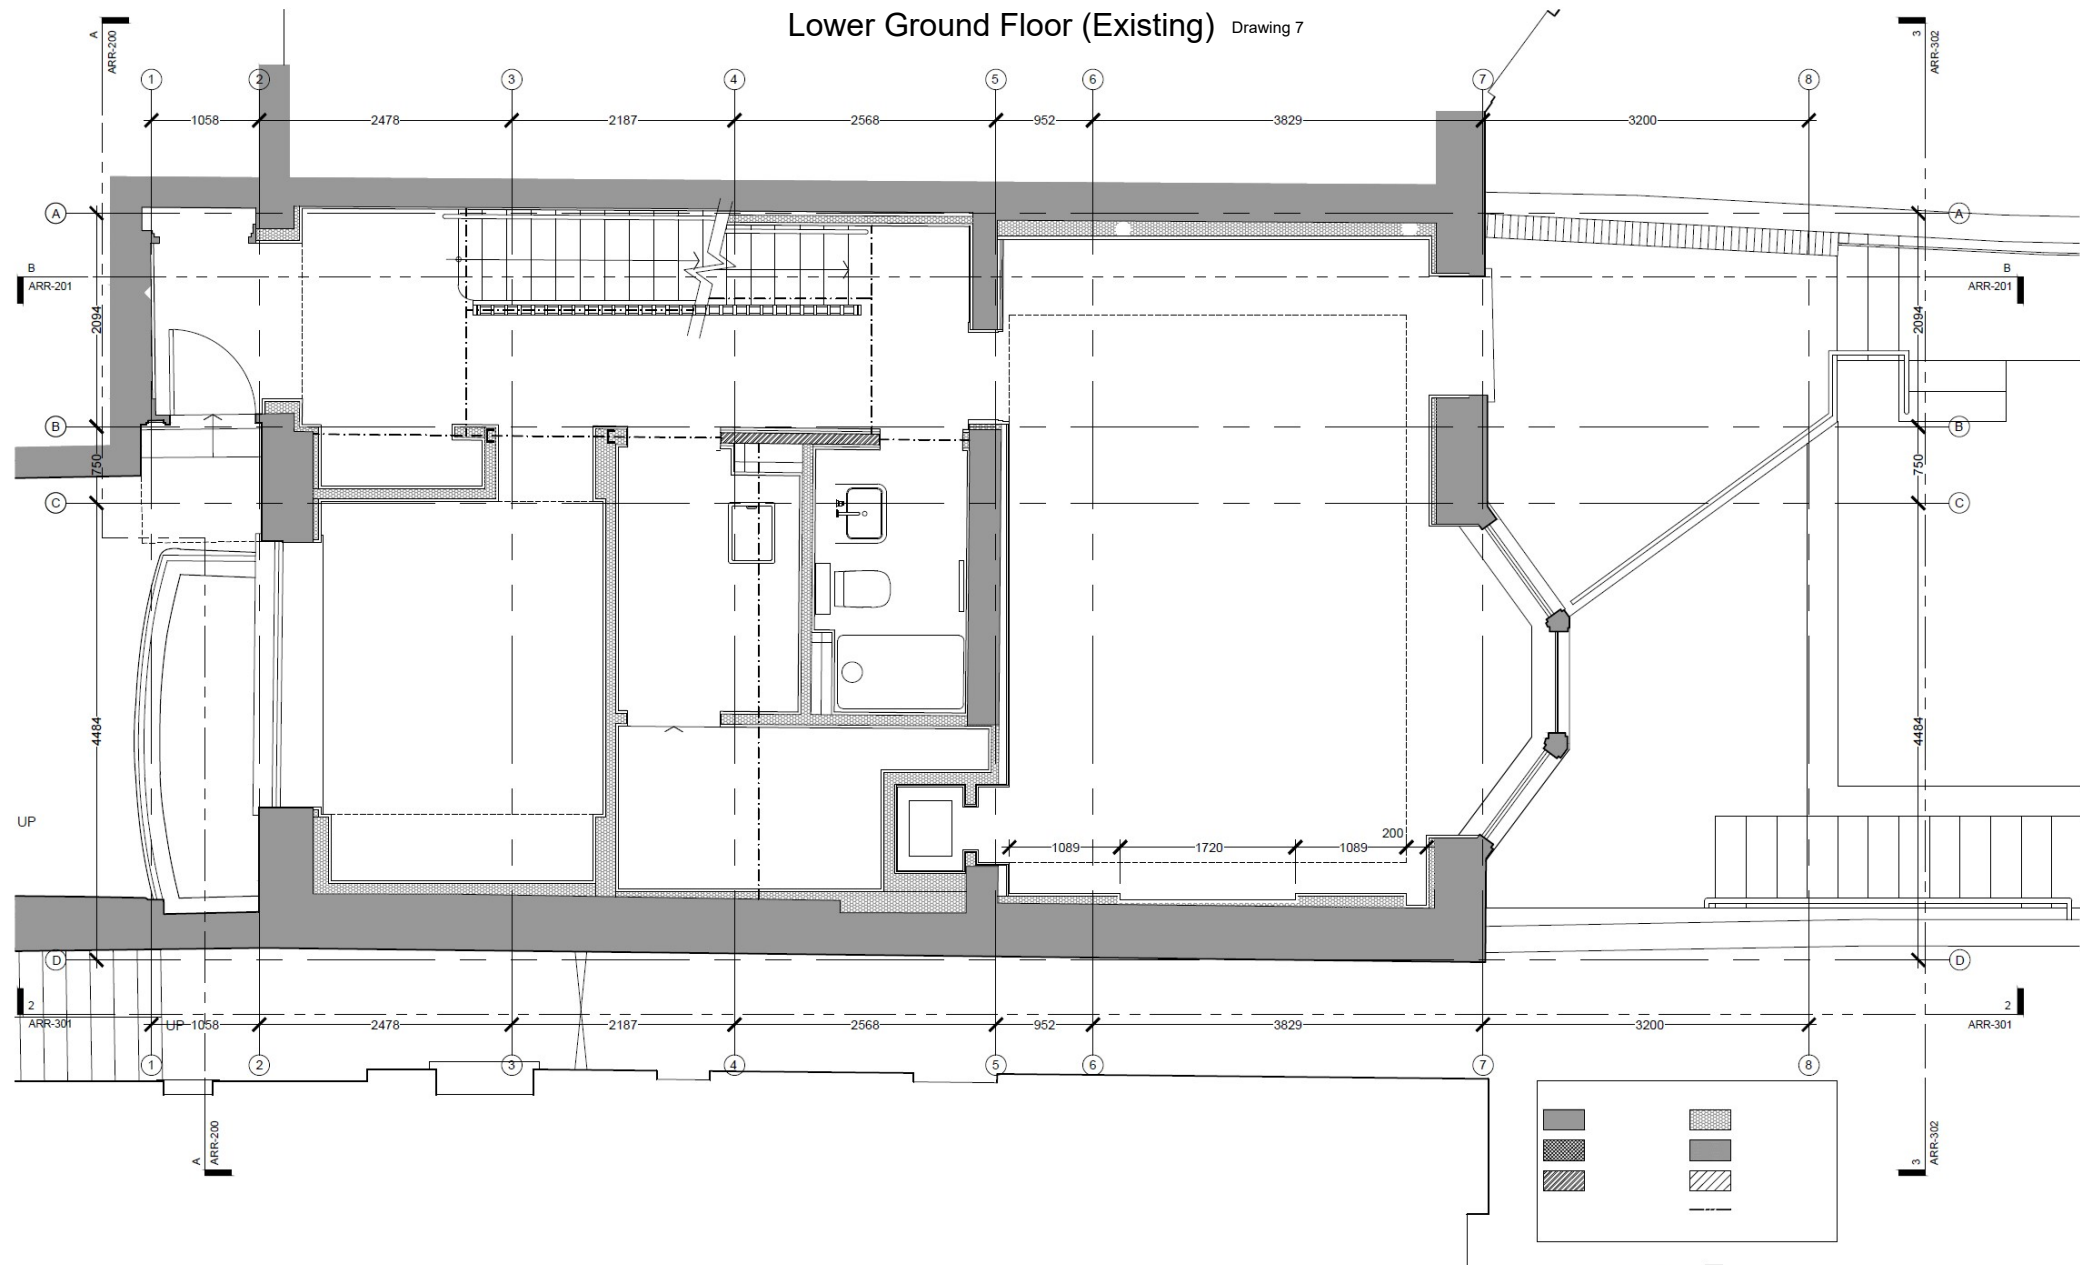 Lower Ground Floor (Existing) Drawing 7
A
ARR-200
3
ARR-302
1 2 3 4 5 6 7 8
1058 2478 2187 2568 952 3829 3200
A A
B
ARR-201
B
ARR-201
2094 2094
B B
750 750
C C
4484 4484
UP
200
1089 1720 1089
D D
2
ARR-301
2
ARR-301
UP
1058 2478 2187 2568 952 3829 3200
1 2 3 4 5 6 7 8
A
ARR-200
3
ARR-302